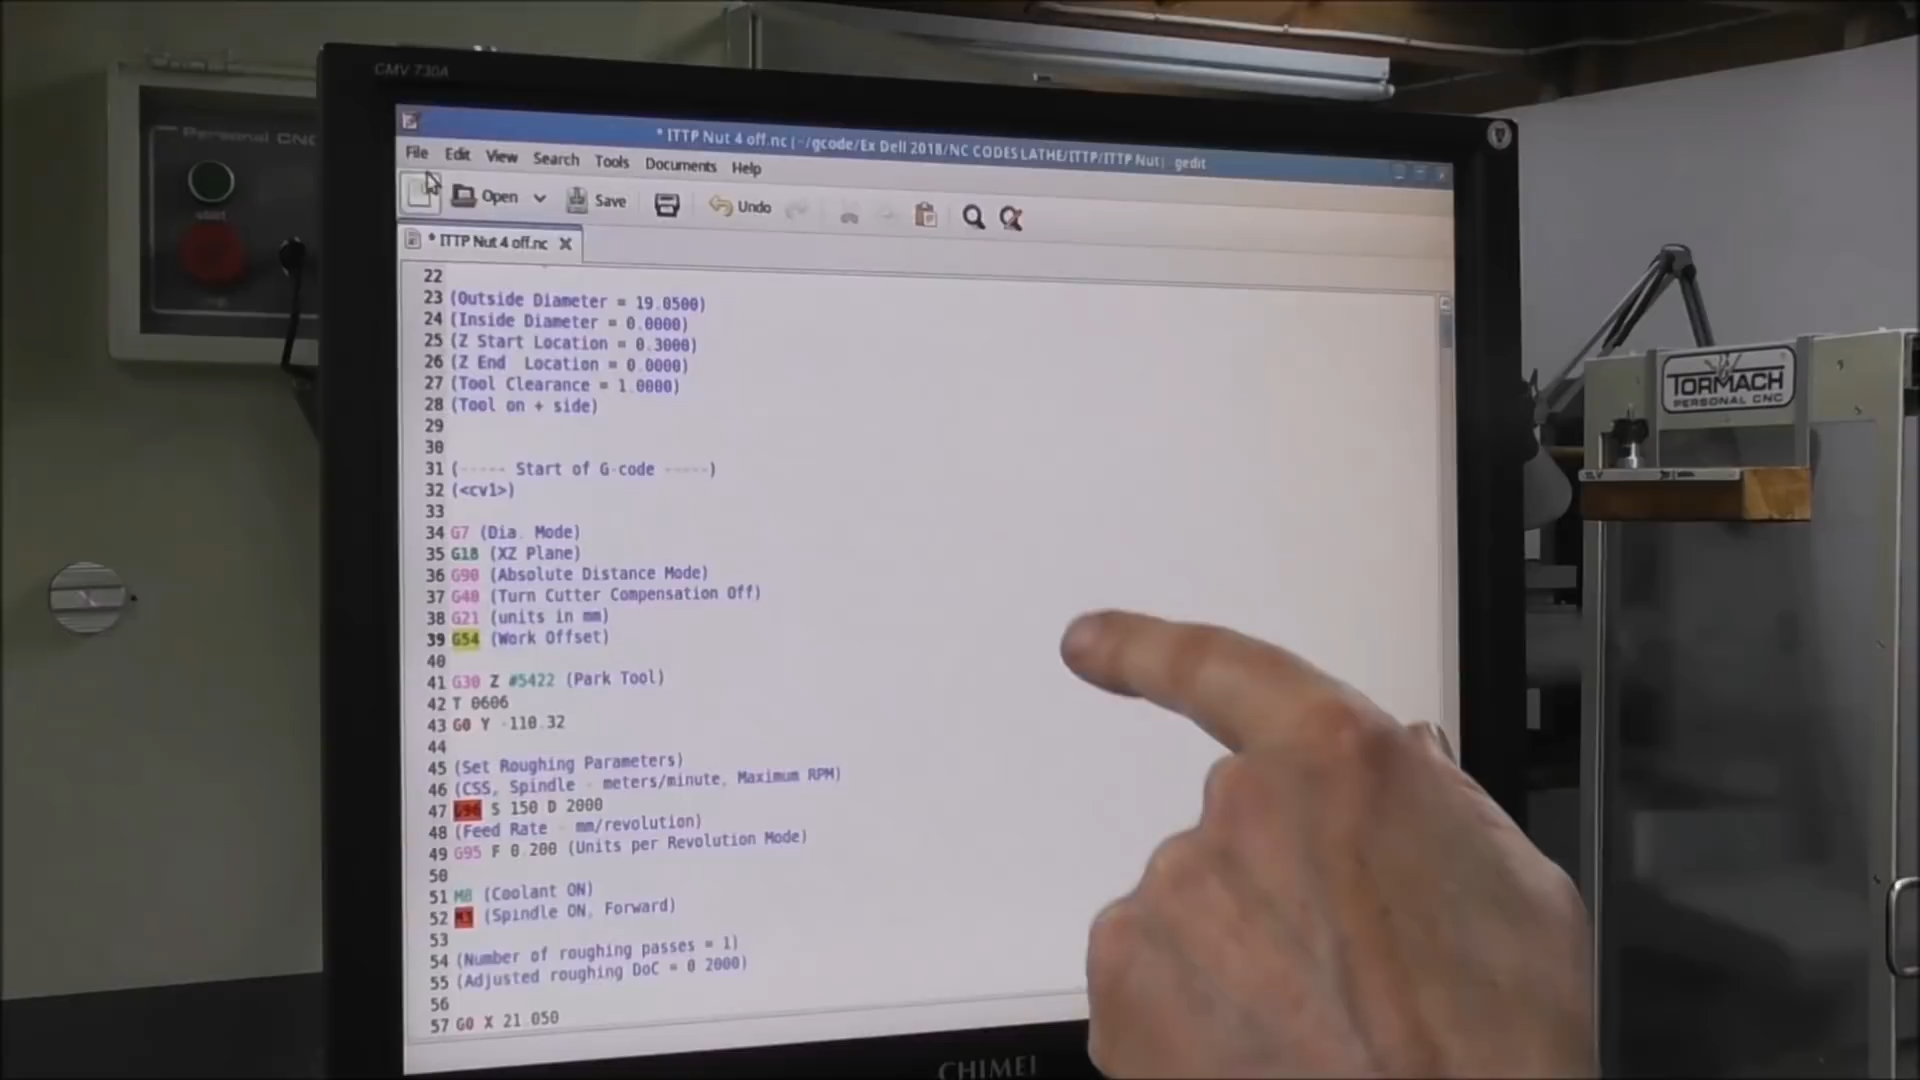 CMV 730A
Personal CNC
start
* ITTP Nut 4 off.nc (~/gcode/Ex Dell 2018/NC CODES LATHE/ITTP/ITTP Nut) gedit
File Edit View Search Tools Documents Help
Open Save Undo
* ITTP Nut 4 off.nc
22
23 (Outside Diameter = 19.0500)
24 (Inside Diameter = 0.0000)
25 (Z Start Location = 0.3000)
26 (Z End Location = 0.0000)
27 (Tool Clearance = 1.0000)
28 (Tool on + side)
29
30
31 (----- Start of G-code -----)
32 (<cv1>)
33
34 G7 (Dia. Mode)
35 G18 (XZ Plane)
36 G90 (Absolute Distance Mode)
37 G40 (Turn Cutter Compensation Off)
38 G21 (units in mm)
39 G54 (Work Offset)
40
41 G30 Z #5422 (Park Tool)
42 T 0606
43 G0 Y -110.32
44
45 (Set Roughing Parameters)
46 (CSS, Spindle - meters/minute, Maximum RPM)
47 G96 S 150 D 2000
48 (Feed Rate - mm/revolution)
49 G95 F 0.200 (Units per Revolution Mode)
50
51 M8 (Coolant ON)
52 M3 (Spindle ON, Forward)
53
54 (Number of roughing passes = 1)
55 (Adjusted roughing DoC = 0.2000)
56
57 G0 X 21.050
CHIMEI
TORMACH
PERSONAL CNC